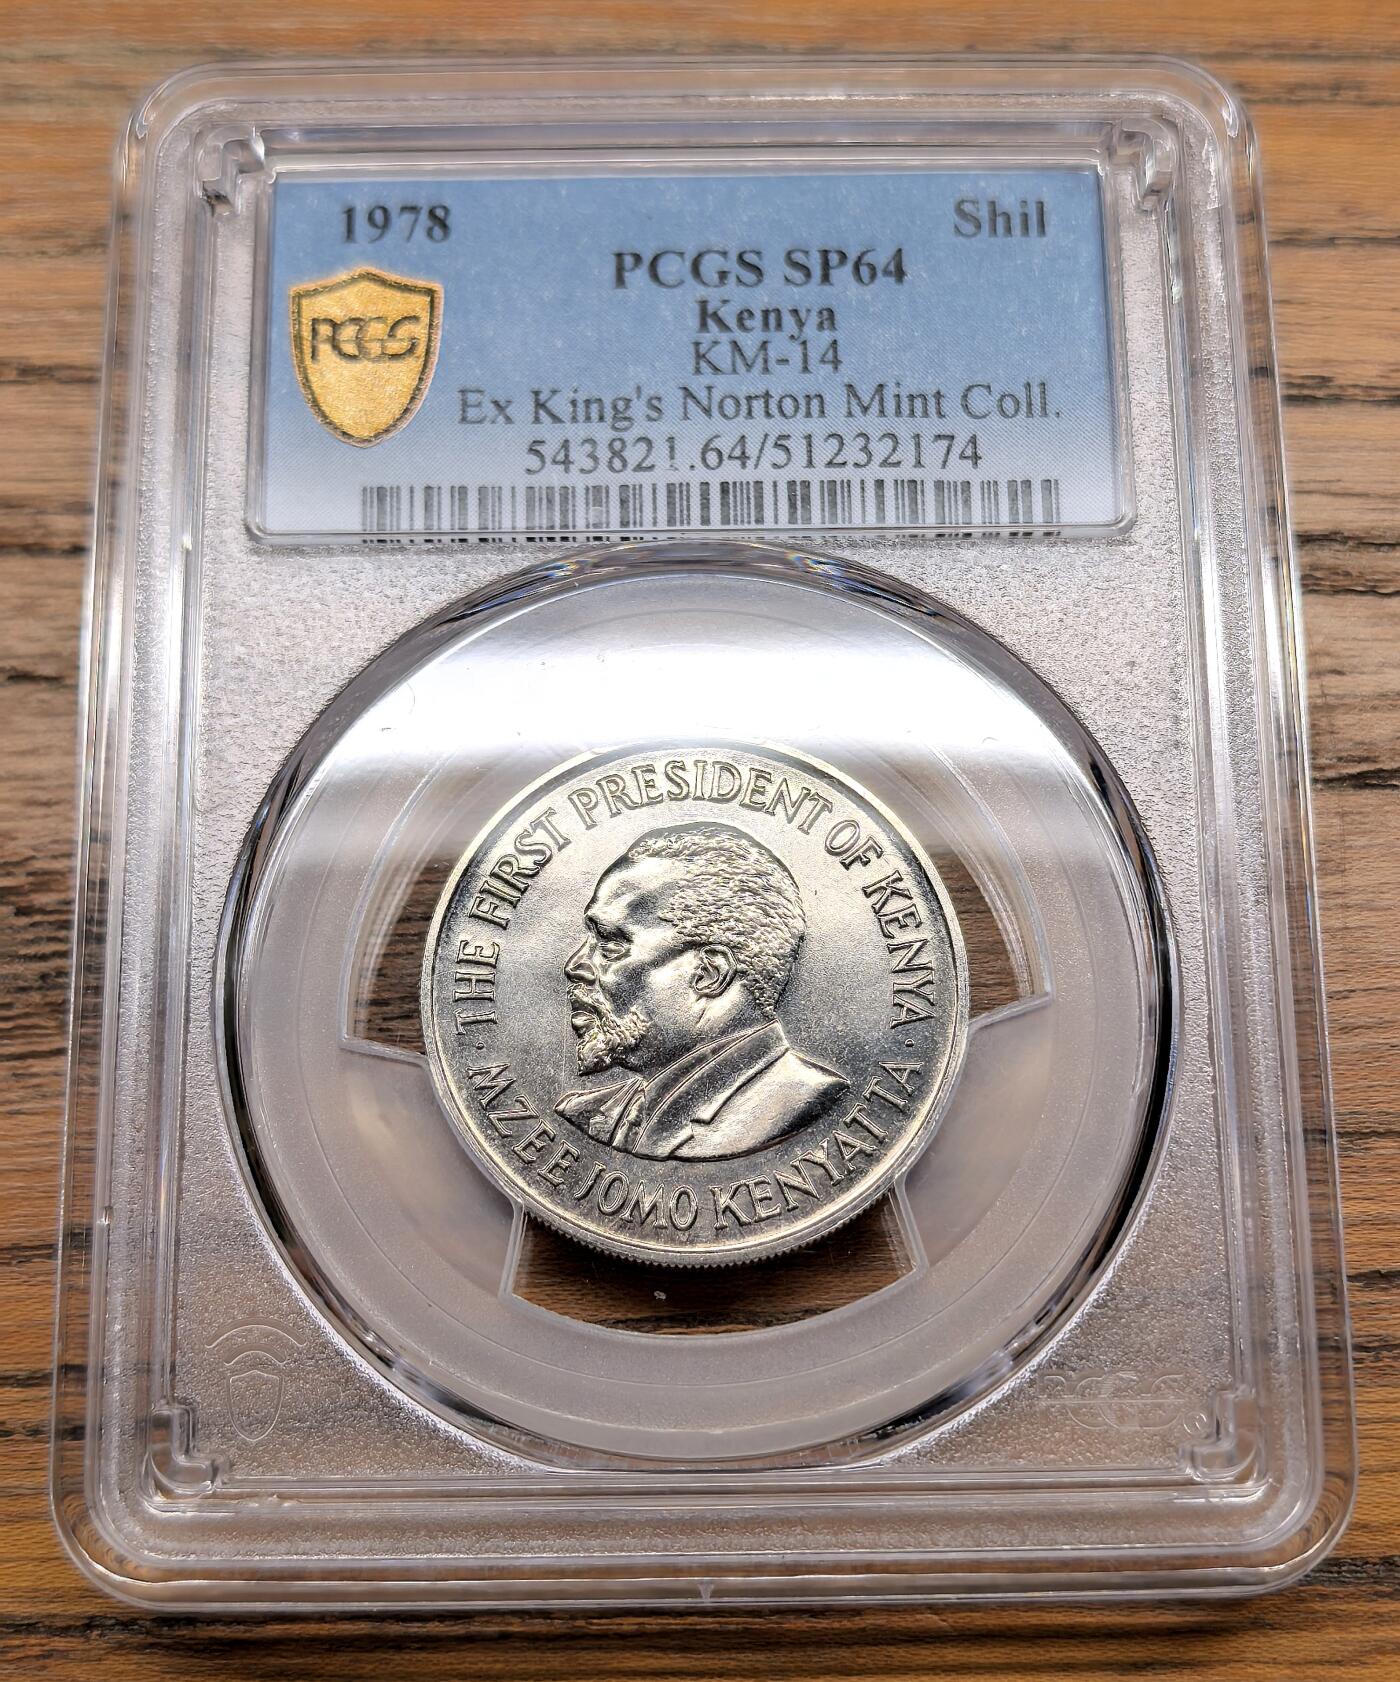 1978 Shil
PCGS SP64
Kenya
KM-14
PCGS
Ex King's Norton Mint Coll.
543821.64/51232174
· THE FIRST PRESIDENT OF KENYA ·
MZEE JOMO KENYATTA
PCGS